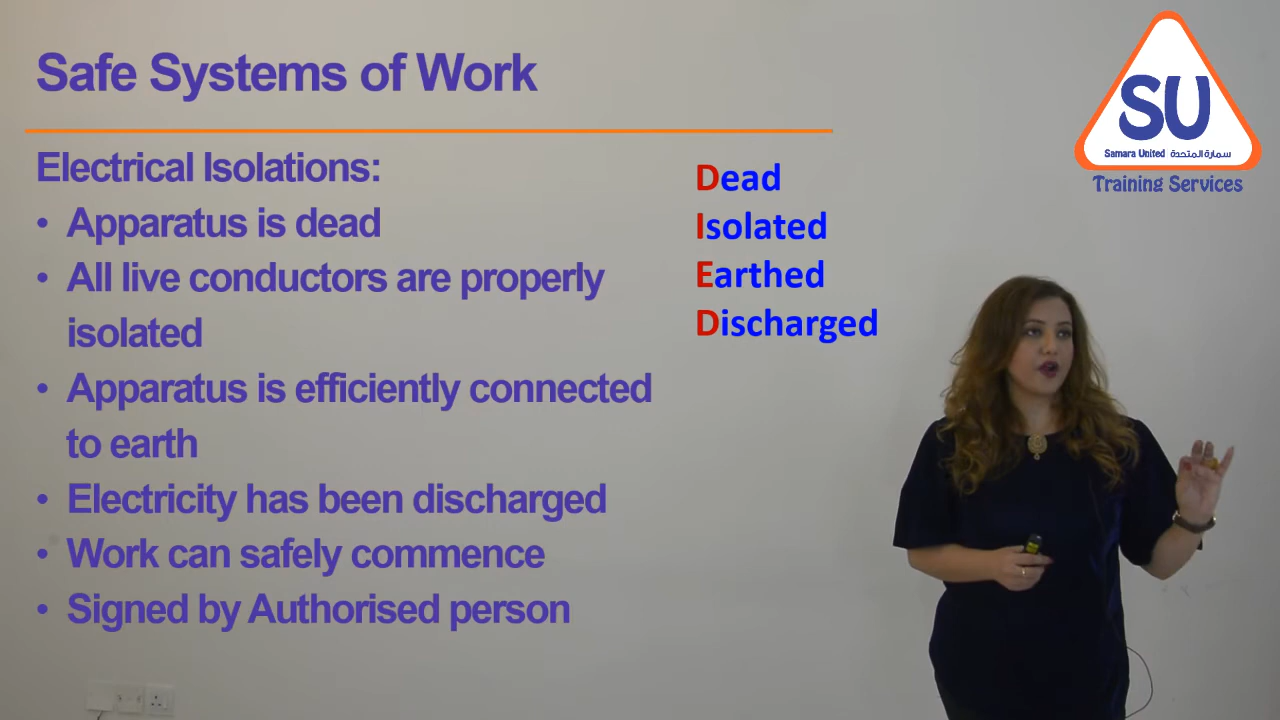 Safe Systems of Work
Electrical Isolations:
• Apparatus is dead
• All live conductors are properly
isolated
• Apparatus is efficiently connected
to earth
• Electricity has been discharged
• Work can safely commence
• Signed by Authorised person
Dead
Isolated
Earthed
Discharged
SU
Samara United سمارة المتحدة
Training Services